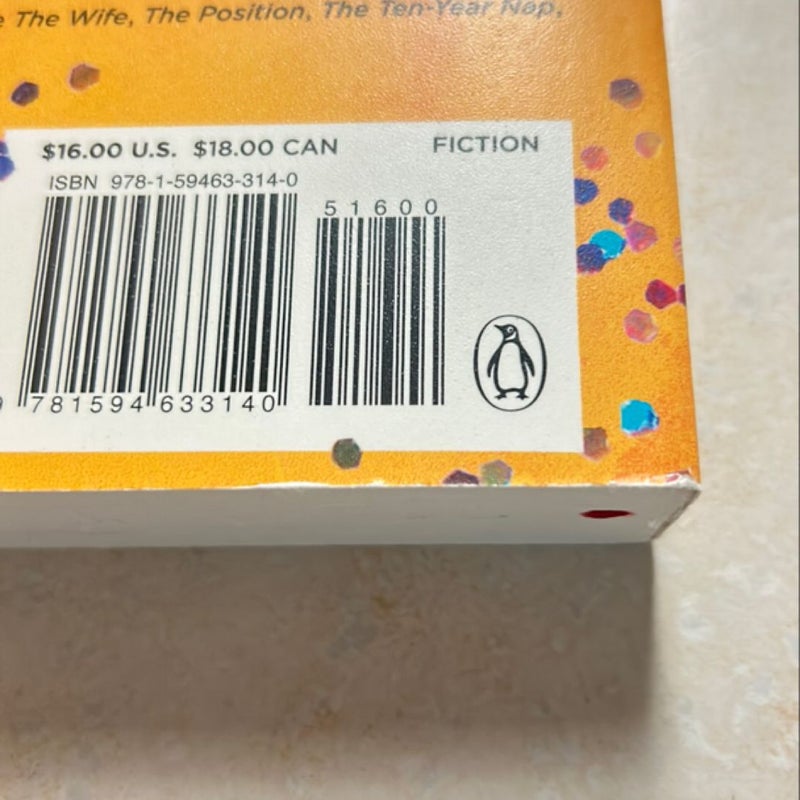 The Wife, The Position, The Ten-Year Nap,
$16.00 U.S. $18.00 CAN FICTION
ISBN 978-1-59463-314-0
51600
781594 633140